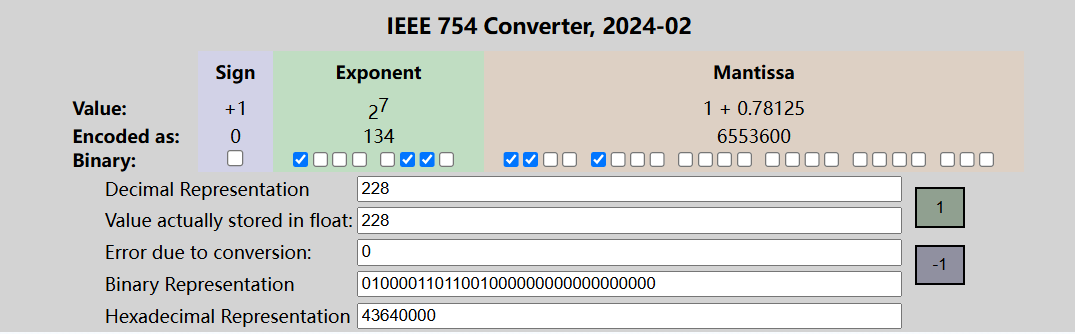 IEEE 754 Converter, 2024-02
Sign Exponent Mantissa
Value: +1 2^7 1 + 0.78125
Encoded as: 0 134 6553600
Binary:
Decimal Representation 228
Value actually stored in float: 228
1
Error due to conversion: 0
-1
Binary Representation 01000011011001000000000000000000
Hexadecimal Representation 43640000